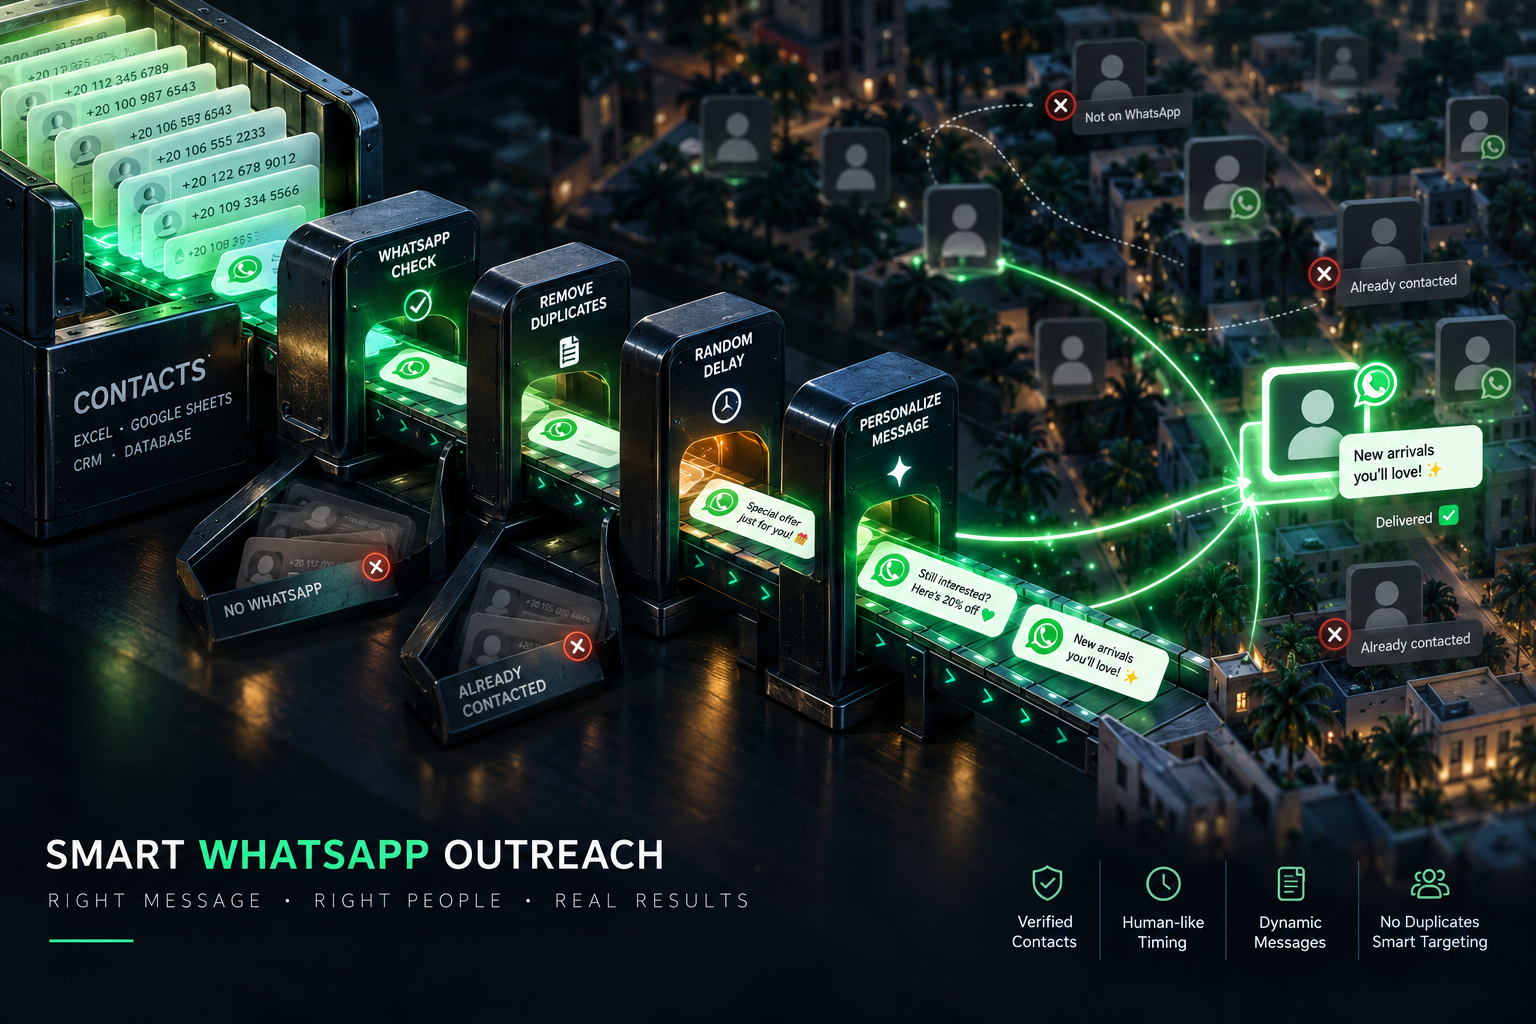 +20 112 345 6789
+20 100 987 6543
+20 106 553 6543
+20 106 555 2233
+20 122 678 9012
+20 109 334 5566
CONTACTS
EXCEL • GOOGLE SHEETS
CRM • DATABASE
WHATSAPP
CHECK
REMOVE
DUPLICATES
RANDOM
DELAY
PERSONALIZE
MESSAGE
NO WHATSAPP
ALREADY
CONTACTED
Special offer
just for you! 🎁
Still interested?
Here's 20% off 💚
New arrivals
you'll love! ✨
Not on WhatsApp
Already contacted
New arrivals
you'll love! ✨
Delivered ✅
Already contacted
SMART WHATSAPP OUTREACH
RIGHT MESSAGE • RIGHT PEOPLE • REAL RESULTS
Verified
Contacts
Human-like
Timing
Dynamic
Messages
No Duplicates
Smart Targeting